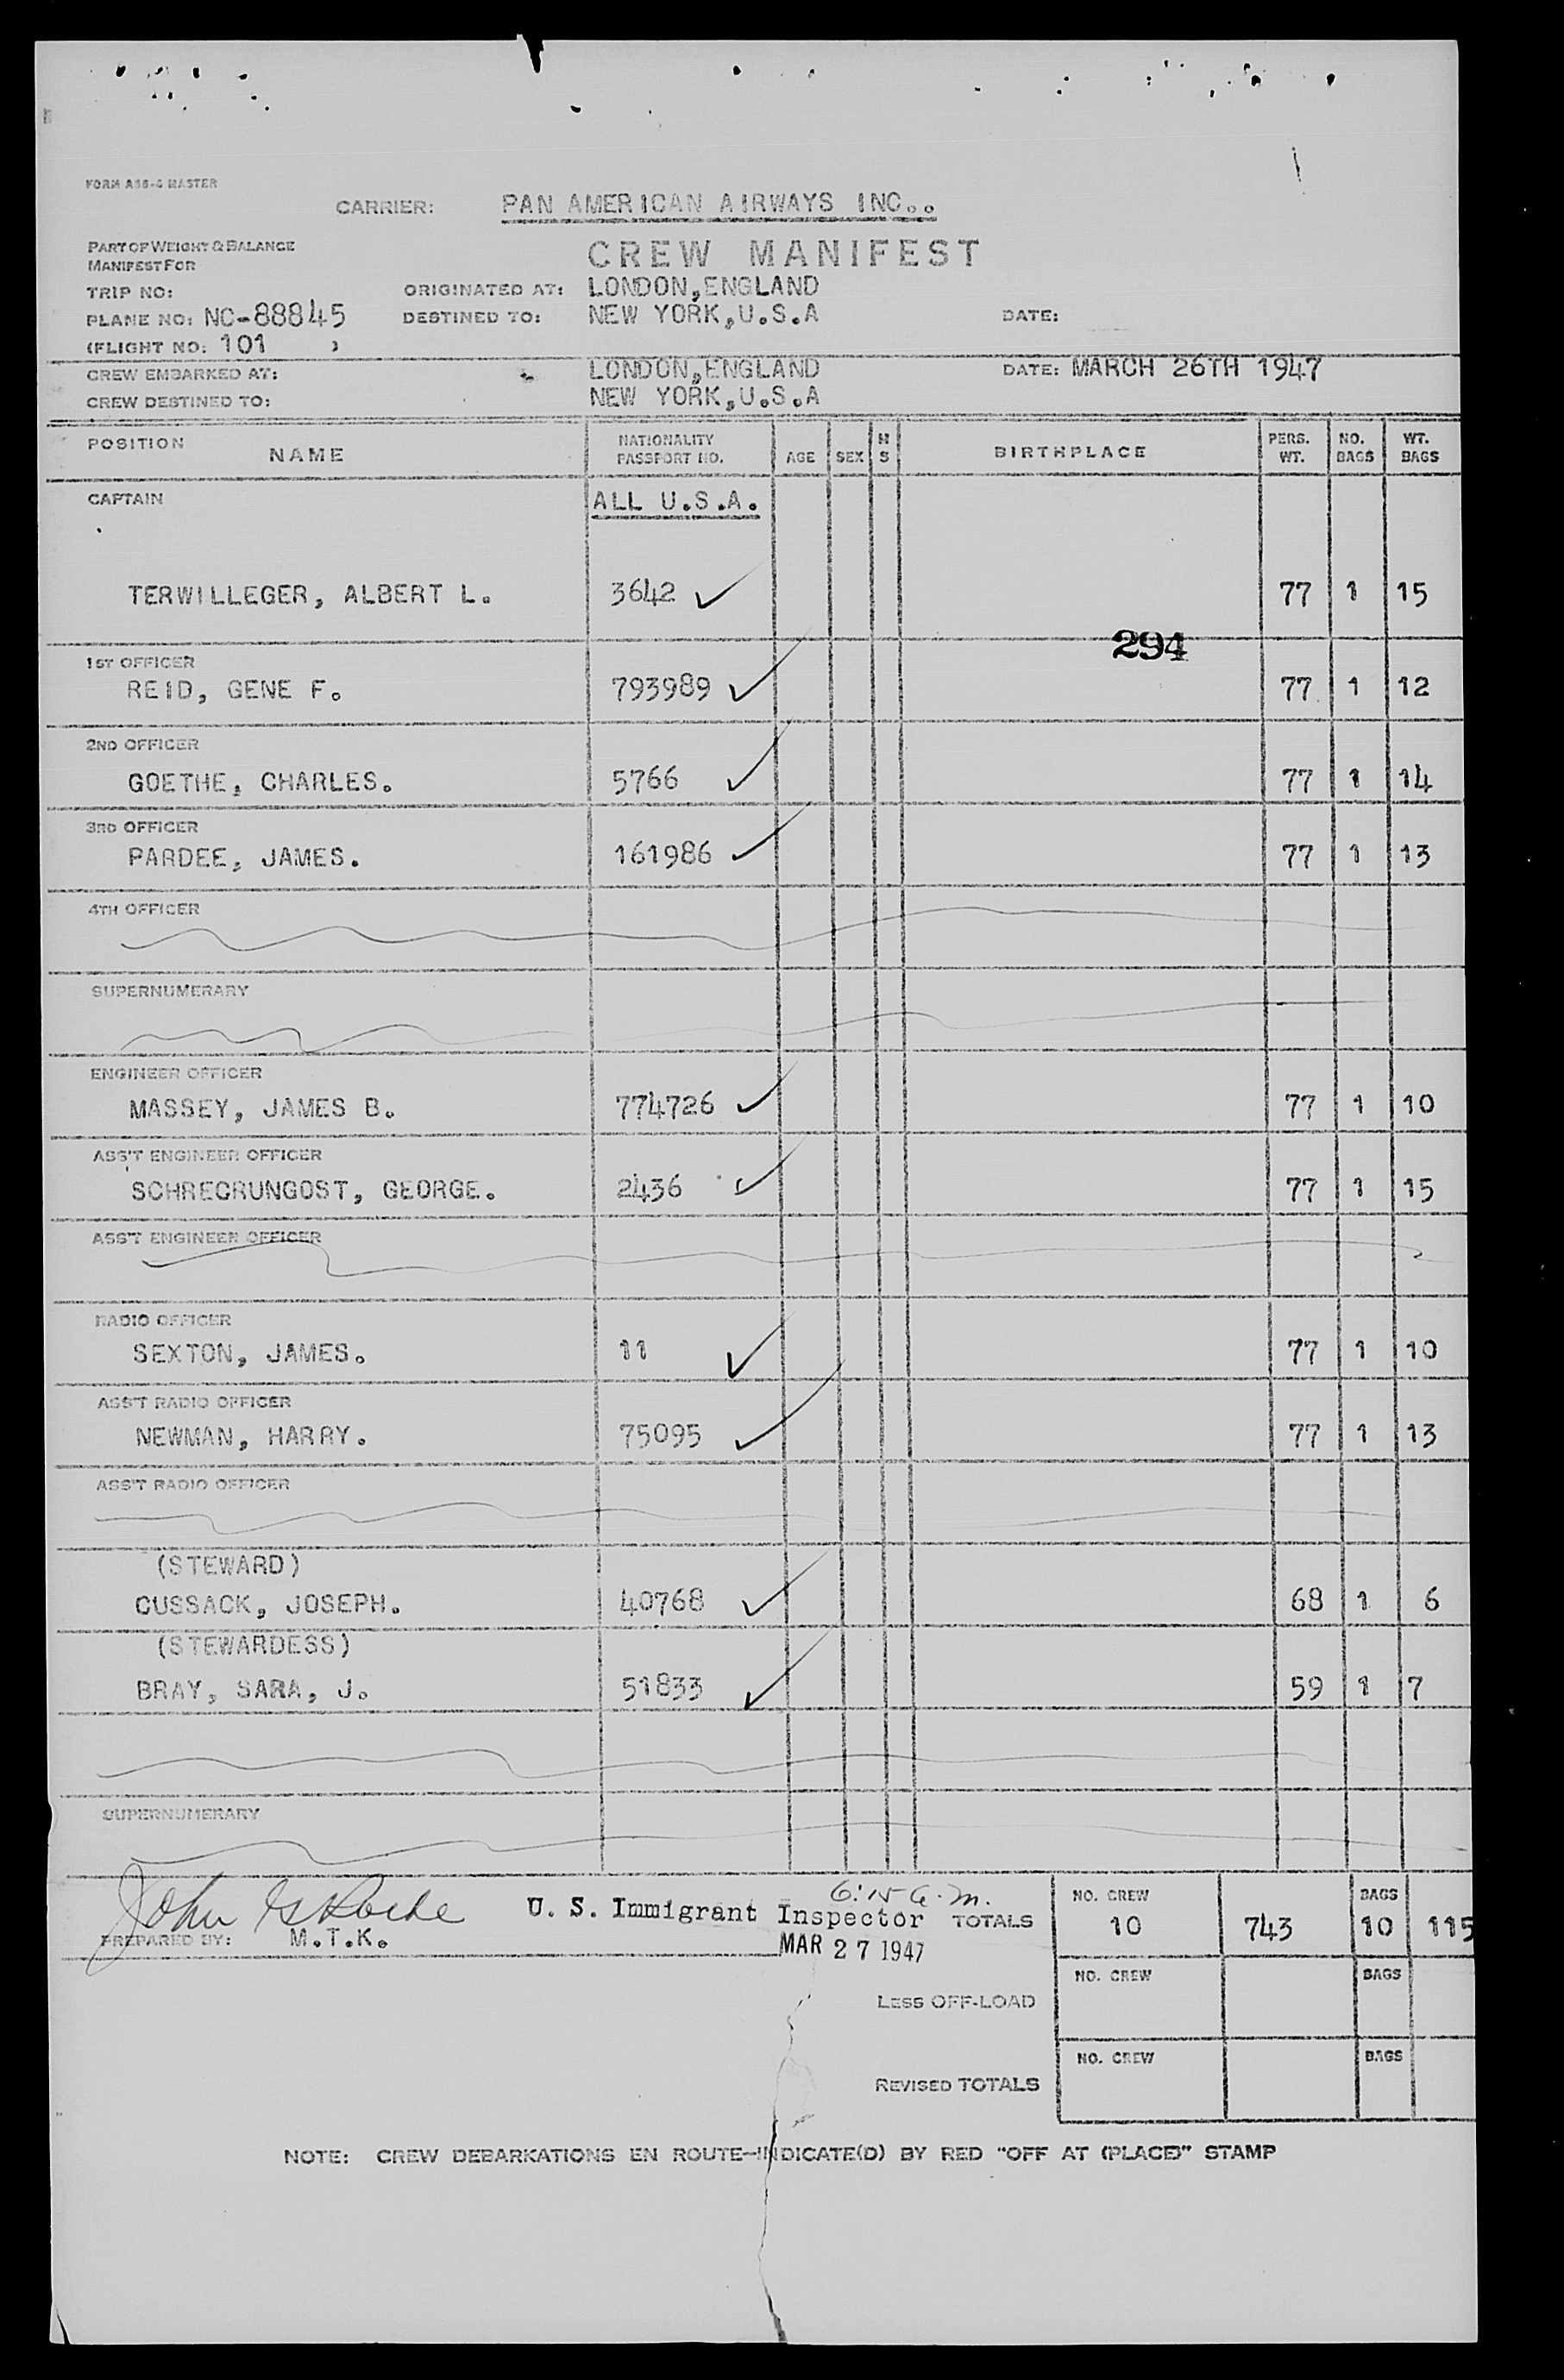 FORM A86-C MASTER
CARRIER: PAN AMERICAN AIRWAYS INC..
PART OF WEIGHT & BALANCE
MANIFEST FOR
CREW MANIFEST
TRIP NO: ORIGINATED AT: LONDON,ENGLAND
PLANE NO: NC-88845 DESTINED TO: NEW YORK,U.S.A DATE:
(FLIGHT NO: 101 )
CREW EMBARKED AT: LONDON,ENGLAND DATE: MARCH 26TH 1947
CREW DESTINED TO: NEW YORK,U.S.A
POSITION NAME NATIONALITY PASSPORT NO. AGE SEX M S BIRTHPLACE PERS. WT. NO. BAGS WT. BAGS
CAPTAIN ALL U.S.A.
TERWILLEGER, ALBERT L. 3642 ✓ 77 1 15
294
1ST OFFICER
REID, GENE F. 793989 ✓ 77 1 12
2ND OFFICER
GOETHE, CHARLES. 5766 ✓ 77 1 14
3RD OFFICER
PARDEE, JAMES. 161986 ✓ 77 1 13
4TH OFFICER
SUPERNUMERARY
ENGINEER OFFICER
MASSEY, JAMES B. 774726 ✓ 77 1 10
ASS'T ENGINEER OFFICER
SCHRECRUNGOST, GEORGE. 2436 ✓ 77 1 15
ASS'T ENGINEER OFFICER
RADIO OFFICER
SEXTON, JAMES. 11 ✓ 77 1 10
ASS'T RADIO OFFICER
NEWMAN, HARRY. 75095 ✓ 77 1 13
ASS'T RADIO OFFICER
(STEWARD)
CUSSACK, JOSEPH. 40768 ✓ 68 1 6
(STEWARDESS)
BRAY, SARA, J. 51833 ✓ 59 1 7
SUPERNUMERARY
John
U. S. Immigrant Inspector TOTALS NO. CREW 10 743 BAGS 10 115
PREPARED BY: M.T.K.
MAR 27 1947
LESS OFF-LOAD NO. CREW BAGS
REVISED TOTALS NO. CREW BAGS
NOTE: CREW DEBARKATIONS EN ROUTE—INDICATE(D) BY RED "OFF AT (PLACE)" STAMP